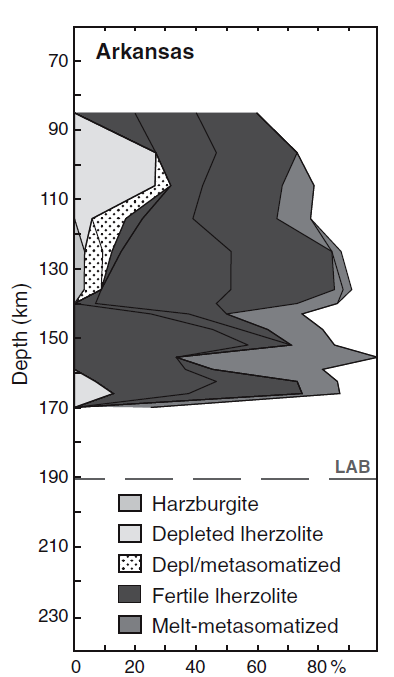 Arkansas
70
90
110
130
150
170
190
210
230
Depth (km)
LAB
Harzburgite
Depleted lherzolite
Depl/metasomatized
Fertile lherzolite
Melt-metasomatized
0 20 40 60 80 %